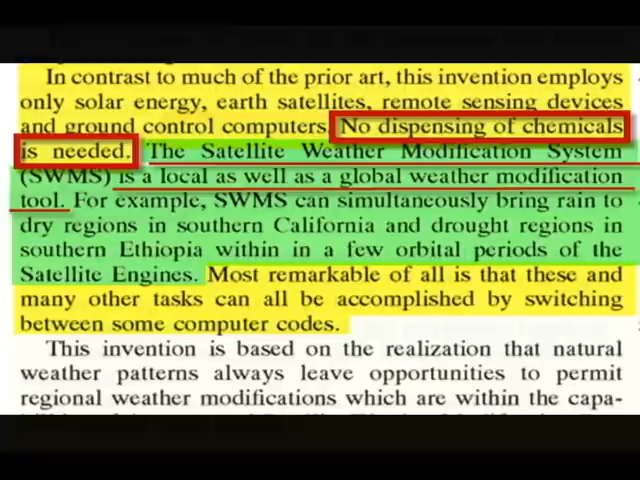 In contrast to much of the prior art, this invention employs
only solar energy, earth satellites, remote sensing devices
and ground control computers. No dispensing of chemicals
is needed. The Satellite Weather Modification System
(SWMS) is a local as well as a global weather modification
tool. For example, SWMS can simultaneously bring rain to
dry regions in southern California and drought regions in
southern Ethiopia within in a few orbital periods of the
Satellite Engines. Most remarkable of all is that these and
many other tasks can all be accomplished by switching
between some computer codes.
This invention is based on the realization that natural
weather patterns always leave opportunities to permit
regional weather modifications which are within the capa-